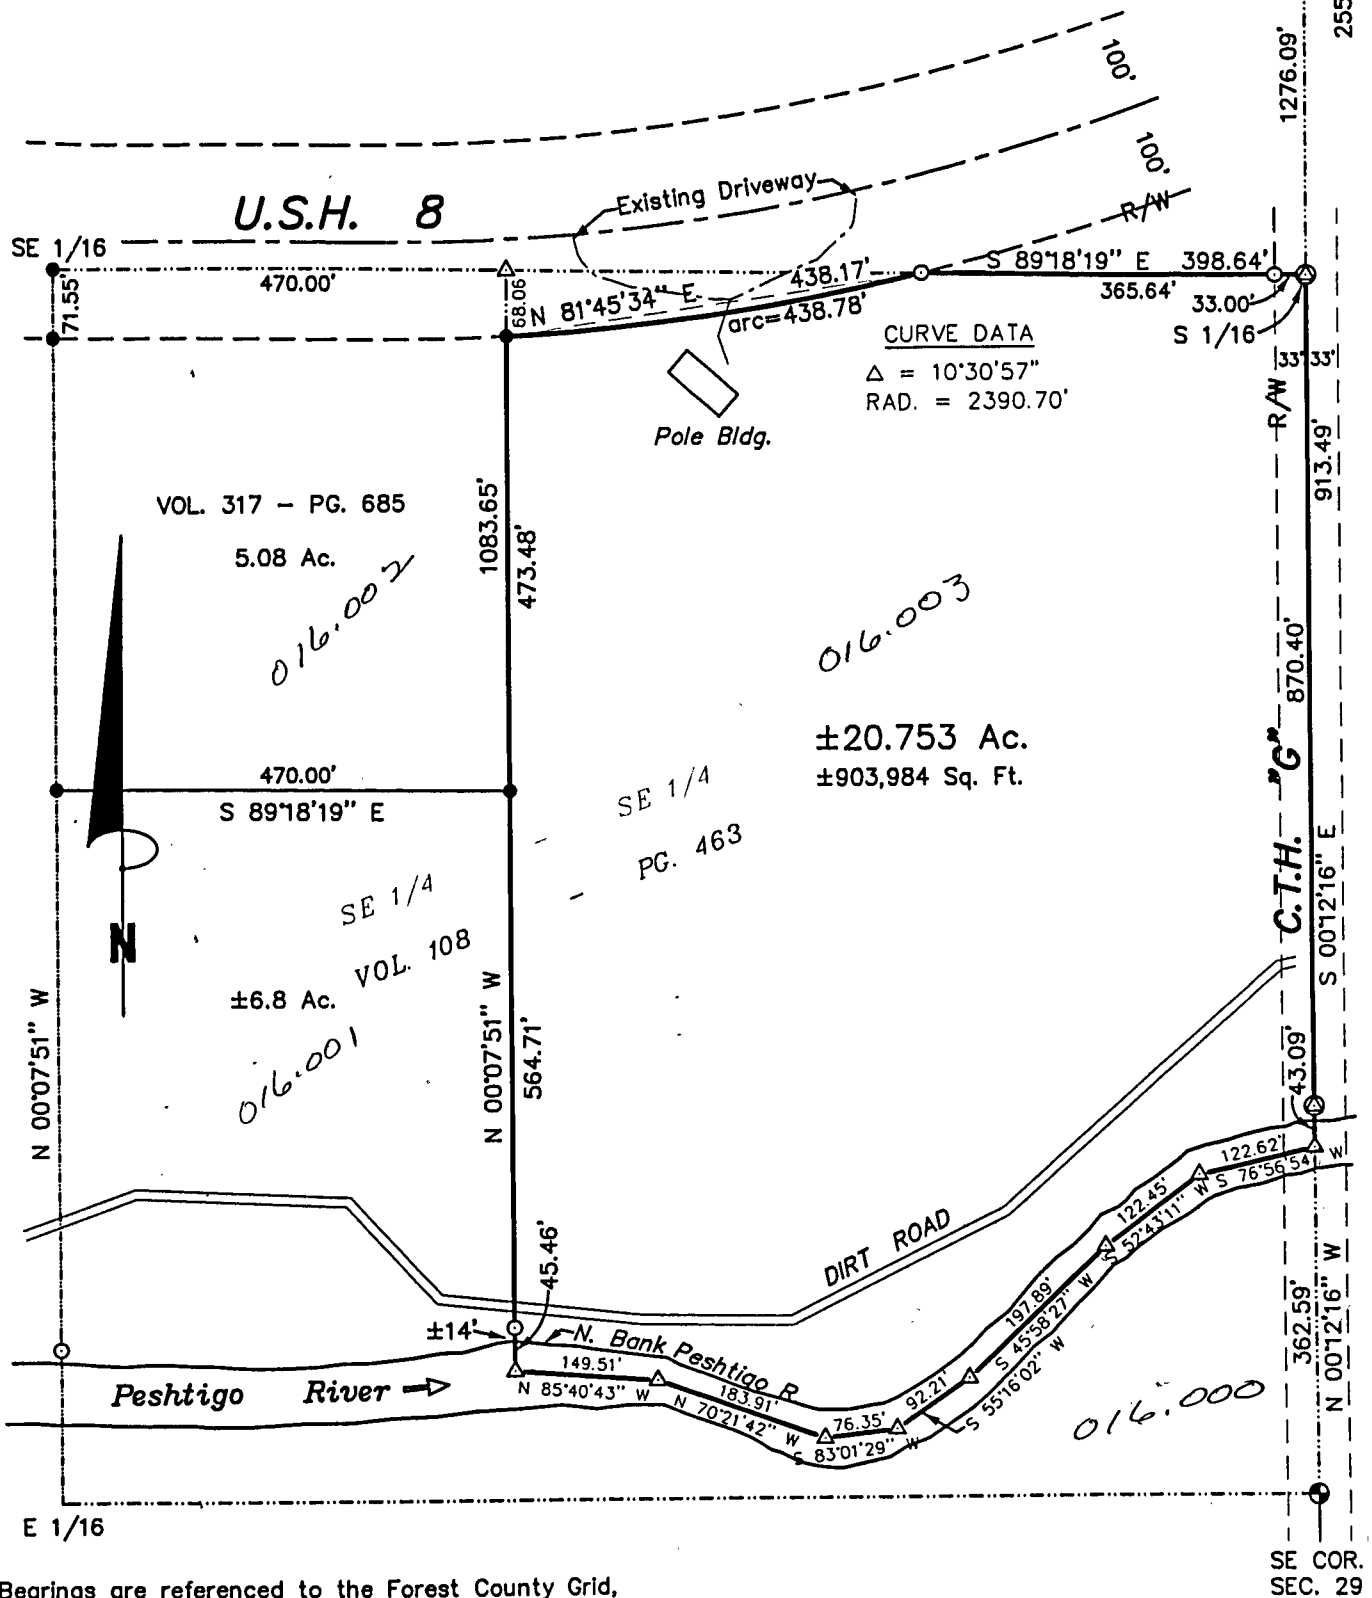 255
1276.09'
100'
100'
R/W
Existing Driveway
U.S.H. 8
SE 1/16
71.55'
470.00'
68.06
N 81°45'34" E
438.17'
arc=438.78'
S 89°18'19" E 398.64'
365.64'
33.00'
S 1/16
33' 33'
R/W
CURVE DATA
△ = 10°30'57"
RAD. = 2390.70'
Pole Bldg.
913.49'
VOL. 317 – PG. 685
5.08 Ac.
016.002
1083.65'
473.48'
016.003
870.40'
±20.753 Ac.
±903,984 Sq. Ft.
C.T.H. "G"
S 00°12'16" E
470.00'
S 89°18'19" E
SE 1/4
PG. 463
SE 1/4
VOL. 108
N
±6.8 Ac.
016.001
N 00°07'51" W
N 00°07'51" W
564.71'
43.09'
122.62'
S 76°56'54" W
122.45'
S 52°43'11" W
DIRT ROAD
197.89'
S 45°58'27" W
45.46'
±14'
N. Bank Peshtigo R
149.51'
N 85°40'43" W
183.91'
N 70°21'42" W
76.35'
S 83°01'29" W
92.21'
S 55°16'02" W
Peshtigo River
016.000
362.59'
N 00°12'16" W
E 1/16
SE COR.
SEC. 29
Bearings are referenced to the Forest County Grid,